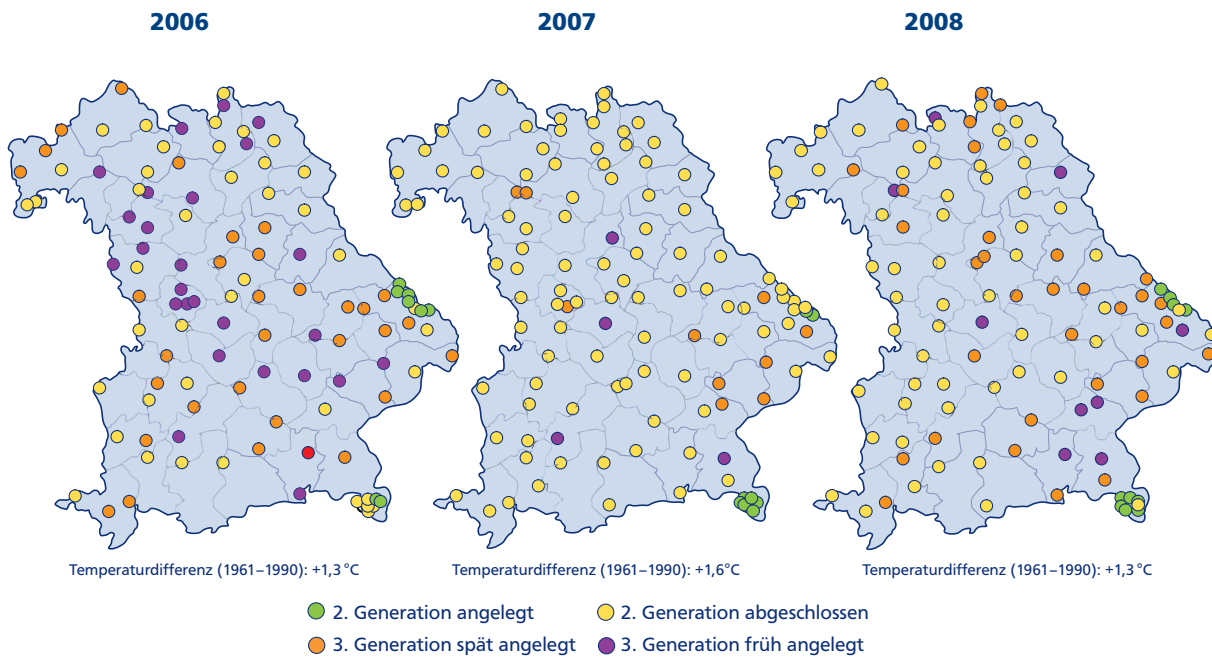 2006
2007
2008
Temperaturdifferenz (1961–1990): +1,3 °C
Temperaturdifferenz (1961–1990): +1,6°C
Temperaturdifferenz (1961–1990): +1,3 °C
2. Generation angelegt
2. Generation abgeschlossen
3. Generation spät angelegt
3. Generation früh angelegt